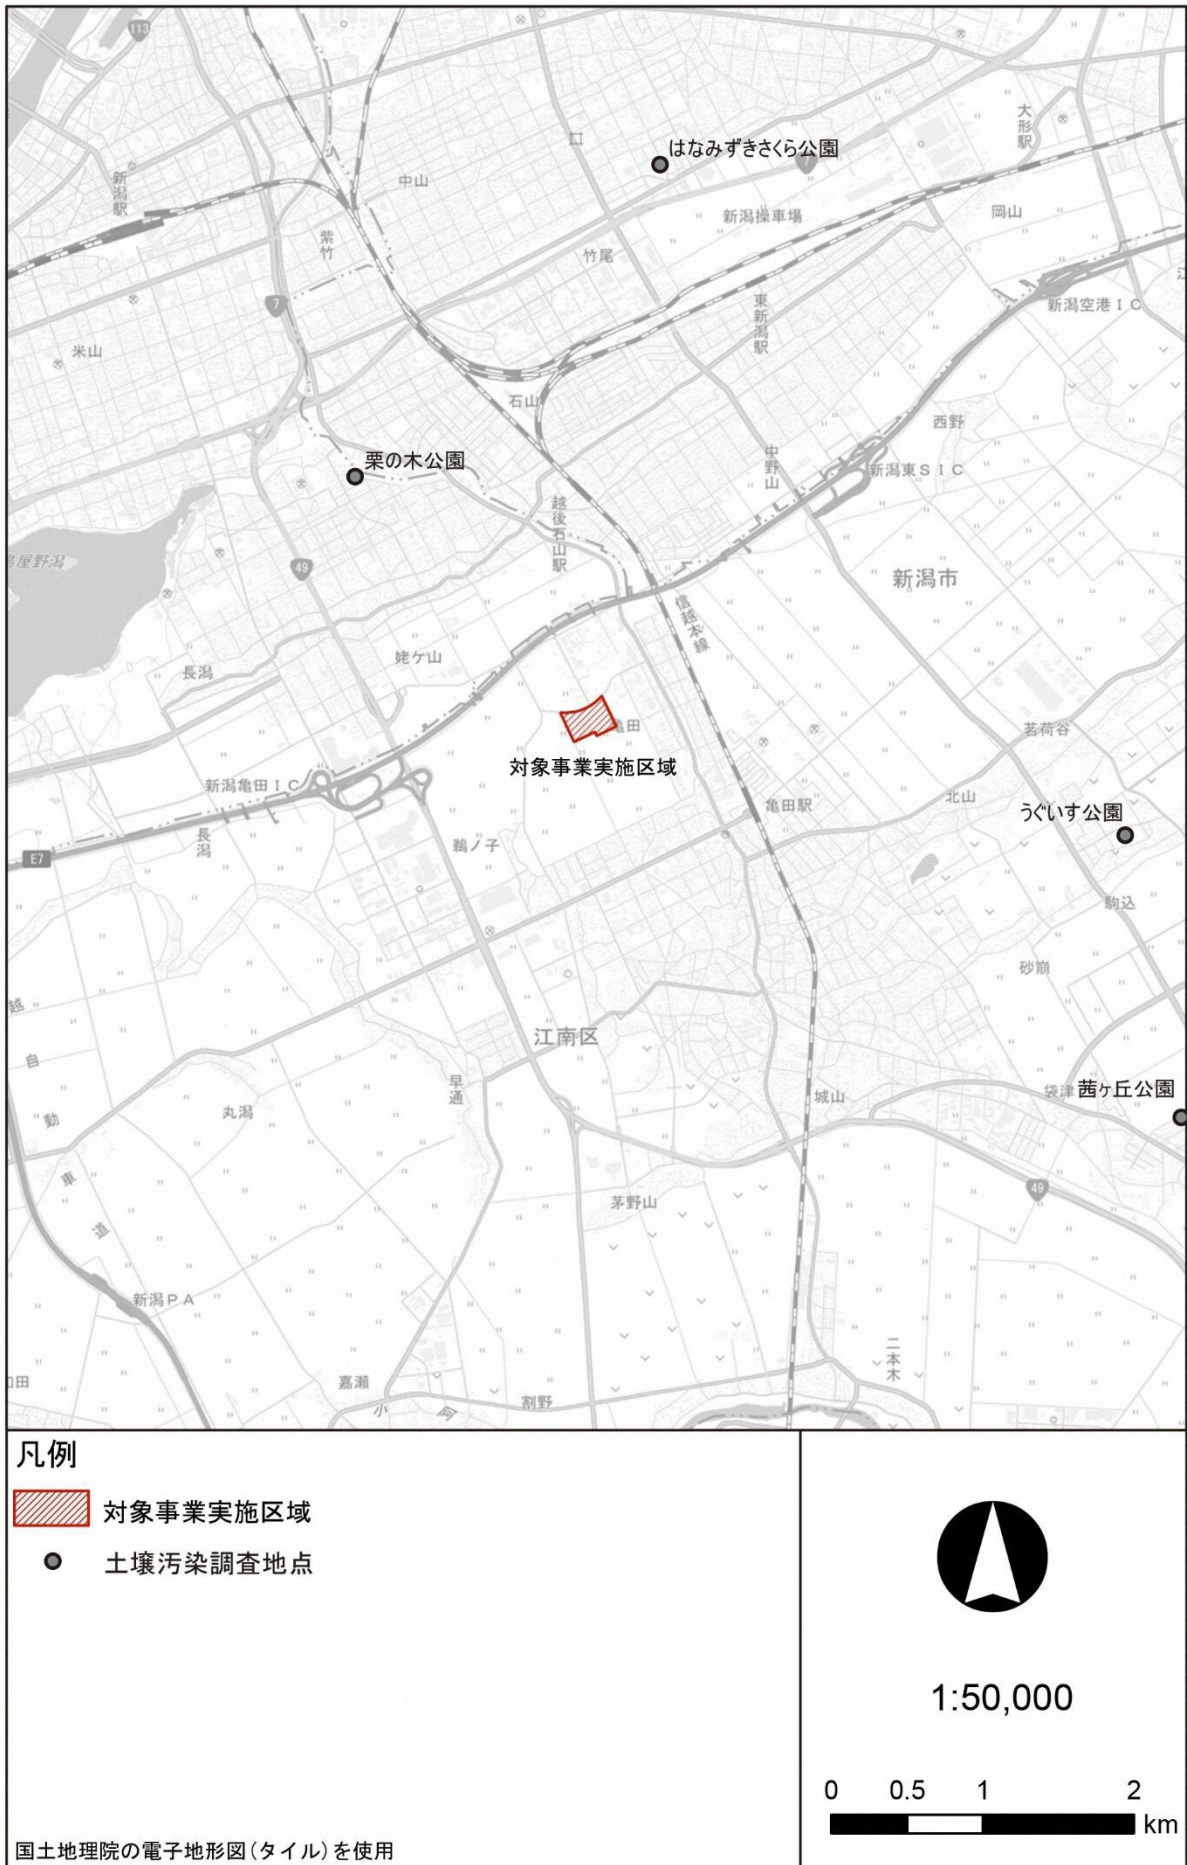 113
はなみずきさくら公園
大形駅
7
新潟駅
中山
新潟操車場
岡山
紫竹
竹尾
新潟空港IC
7
東新潟駅
米山
石山
西野
栗の木公園
中野山
新潟東SIC
越後石山駅
鳥屋野潟
49
新潟市
信越本線
姥ケ山
長潟
亀田
茗荷谷
対象事業実施区域
新潟亀田IC
亀田駅
北山
うぐいす公園
長潟
鵜ノ子
E7
駒込
砂崩
越
自
動
車
道
江南区
早通
丸潟
城山
袋津
茜ヶ丘公園
49
茅野山
新潟PA
二本木
嘉瀬
割野
小
阿
凡例
対象事業実施区域
土壌汚染調査地点
1:50,000
0 0.5 1 2
km
国土地理院の電子地形図(タイル)を使用